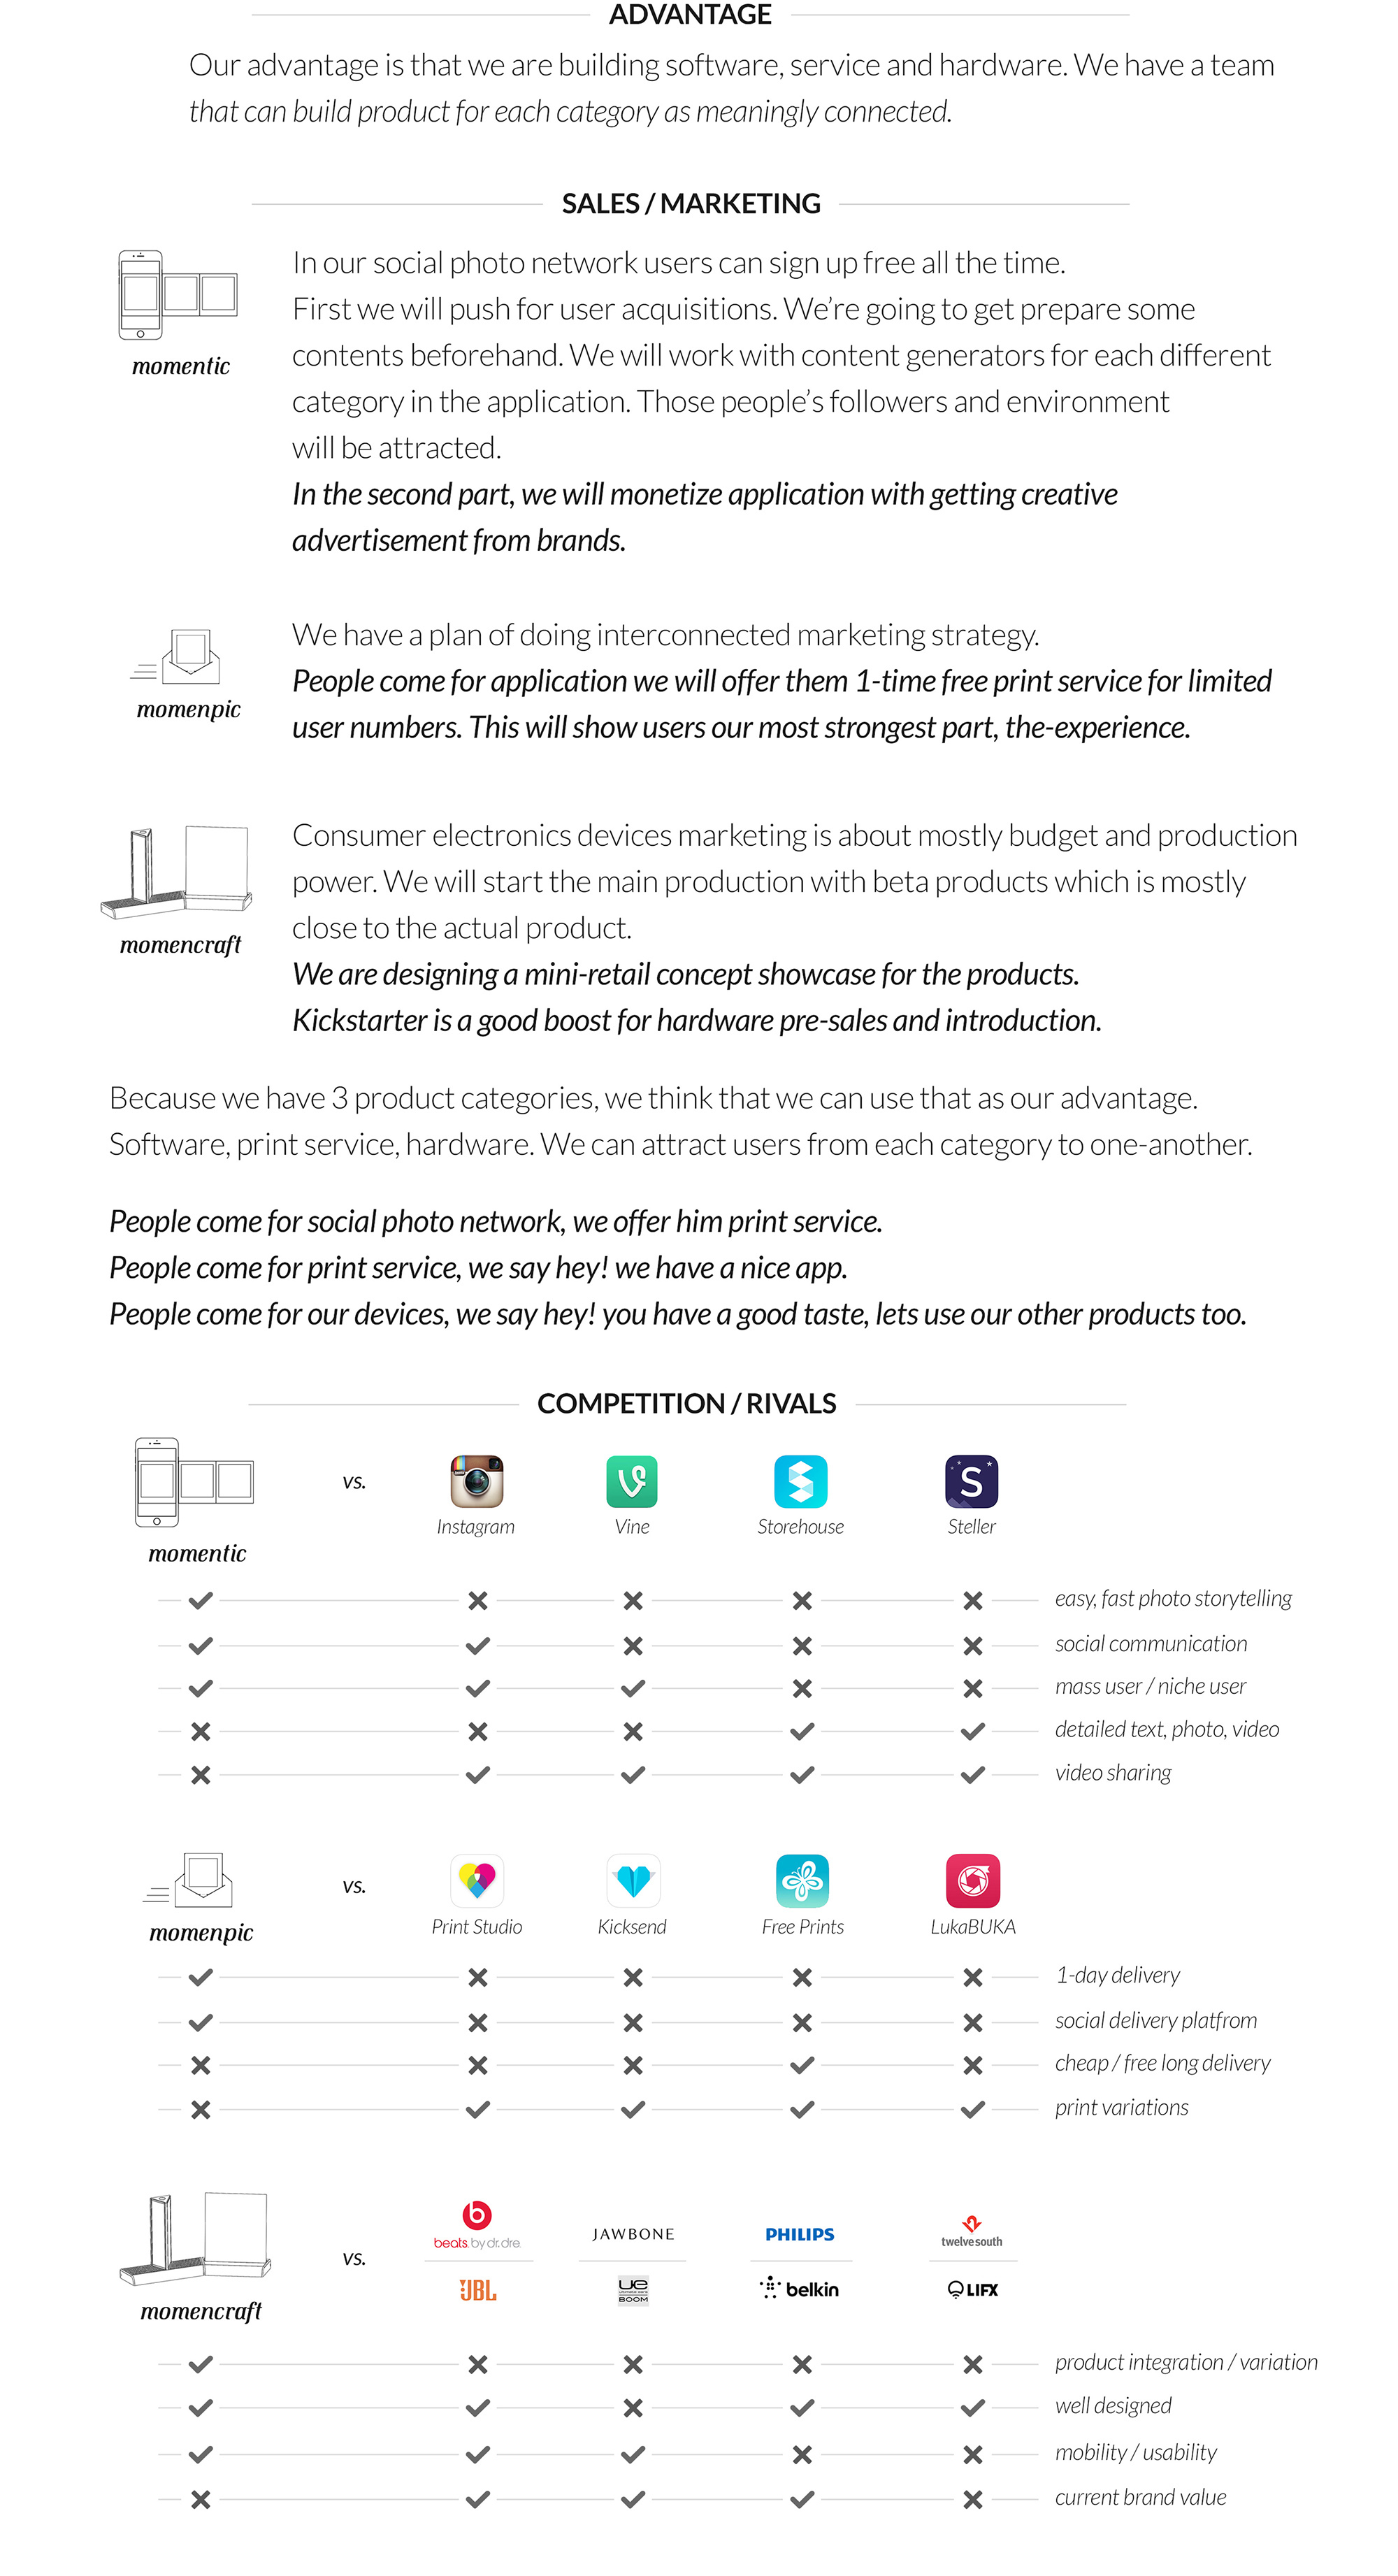 ADVANTAGE
Our advantage is that we are building software, service and hardware. We have a team
that can build product for each category as meaningly connected.
SALES / MARKETING
momentic
In our social photo network users can sign up free all the time.
First we will push for user acquisitions. We’re going to get prepare some
contents beforehand. We will work with content generators for each different
category in the application. Those people’s followers and environment
will be attracted.
In the second part, we will monetize application with getting creative
advertisement from brands.
momenpic
We have a plan of doing interconnected marketing strategy.
People come for application we will offer them 1-time free print service for limited
user numbers. This will show users our most strongest part, the-experience.
momencraft
Consumer electronics devices marketing is about mostly budget and production
power. We will start the main production with beta products which is mostly
close to the actual product.
We are designing a mini-retail concept showcase for the products.
Kickstarter is a good boost for hardware pre-sales and introduction.
Because we have 3 product categories, we think that we can use that as our advantage.
Software, print service, hardware. We can attract users from each category to one-another.
People come for social photo network, we offer him print service.
People come for print service, we say hey! we have a nice app.
People come for our devices, we say hey! you have a good taste, lets use our other products too.
COMPETITION / RIVALS
momentic
vs.
S
Instagram Vine Storehouse Steller
easy, fast photo storytelling
social communication
mass user / niche user
detailed text, photo, video
video sharing
momenpic
vs.
Print Studio Kicksend Free Prints LukaBUKA
1-day delivery
social delivery platfrom
cheap / free long delivery
print variations
momencraft
vs.
b
beats by dr. dre. JAWBONE PHILIPS twelve south
JBL ue BOOM belkin LIFX
product integration / variation
well designed
mobility / usability
current brand value